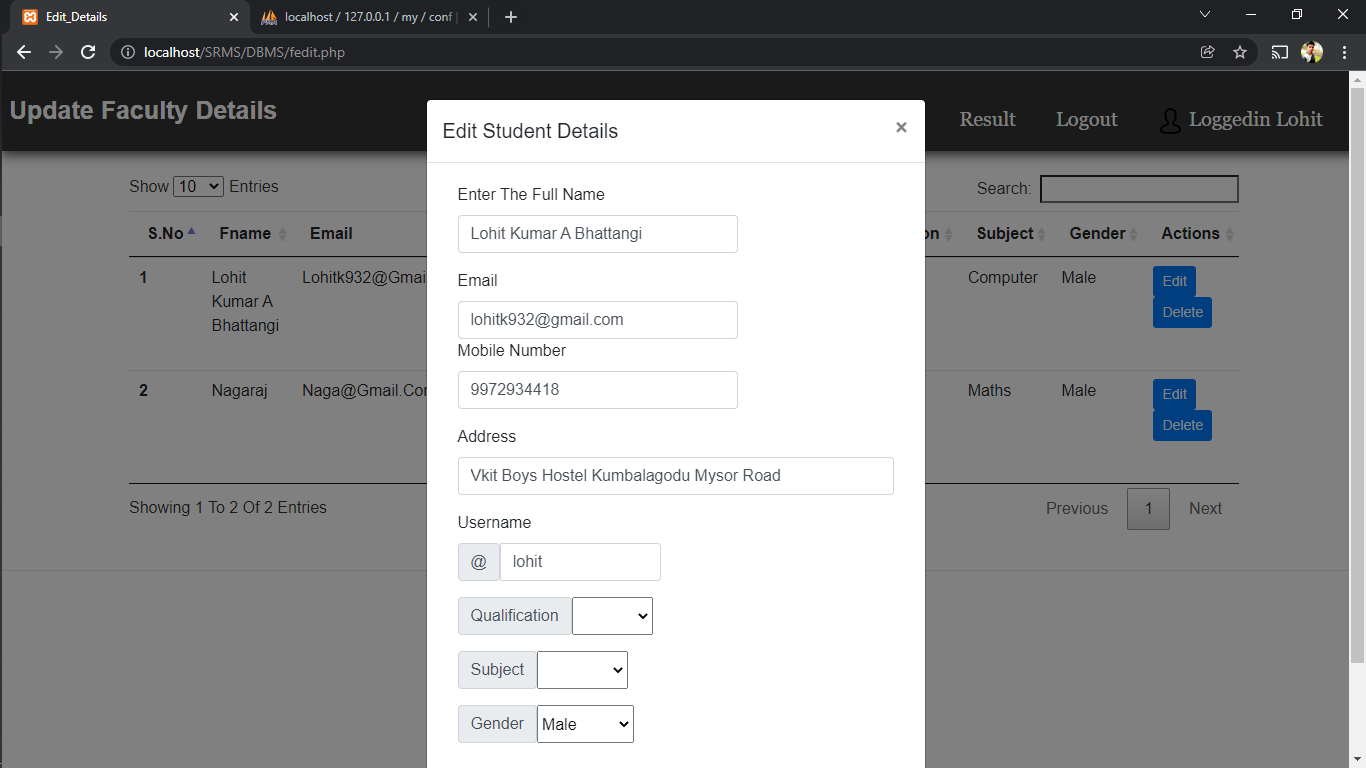 Edit_Details
localhost / 127.0.0.1 / my / conf
localhost/SRMS/DBMS/fedit.php
Update Faculty Details
Result Logout Loggedin Lohit
Edit Student Details ×
Show 10 Entries
Search:
S.No Fname Email on Subject Gender Actions
1 Lohit Kumar A Bhattangi Lohitk932@Gmai Computer Male Edit Delete
2 Nagaraj Naga@Gmail.Co Maths Male Edit Delete
Showing 1 To 2 Of 2 Entries
Previous 1 Next
Enter The Full Name
Lohit Kumar A Bhattangi
Email
lohitk932@gmail.com
Mobile Number
9972934418
Address
Vkit Boys Hostel Kumbalagodu Mysor Road
Username
@ lohit
Qualification
Subject
Gender Male